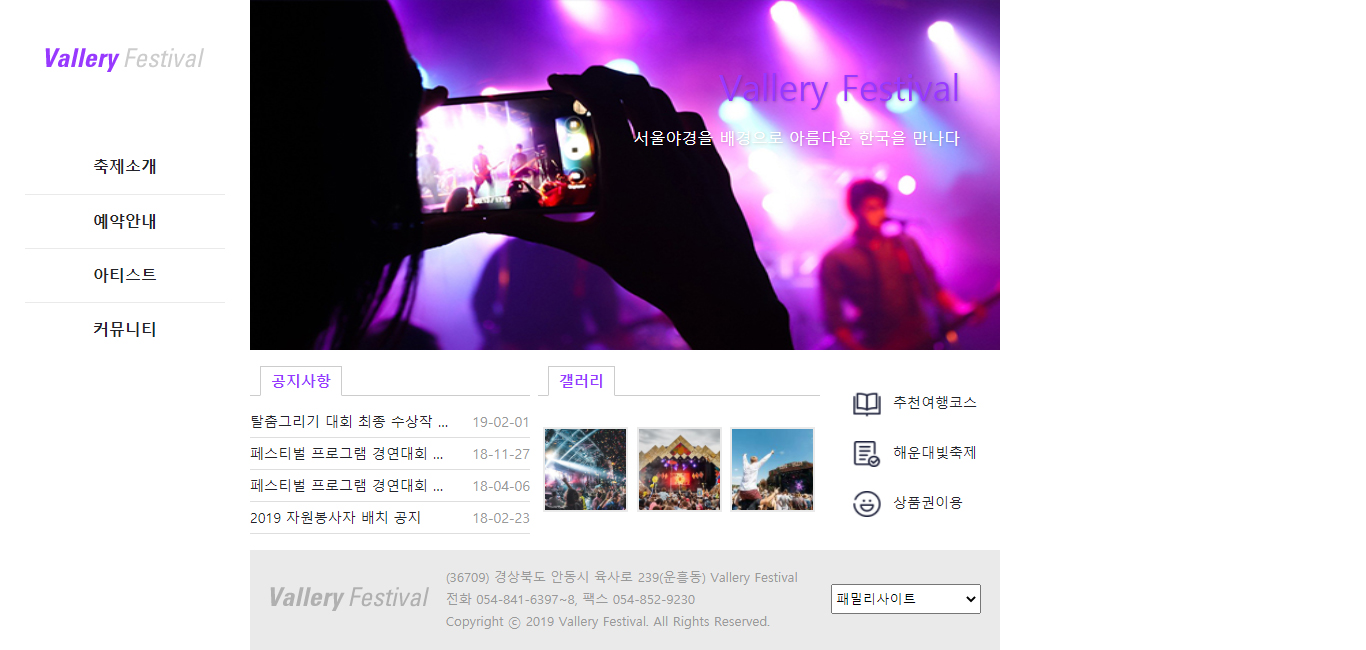 Vallery Festival
축제소개
예약안내
아티스트
커뮤니티
Vallery Festival
서울야경을 배경으로 아름다운 한국을 만나다
공지사항
탈춤그리기 대회 최종 수상작 ... 19-02-01
페스티벌 프로그램 경연대회 ... 18-11-27
페스티벌 프로그램 경연대회 ... 18-04-06
2019 자원봉사자 배치 공지 18-02-23
갤러리
추천여행코스
해운대빛축제
상품권이용
Vallery Festival
(36709) 경상북도 안동시 육사로 239(운흥동) Vallery Festival
전화 054-841-6397~8, 팩스 054-852-9230
Copyright ⓒ 2019 Vallery Festival. All Rights Reserved.
패밀리사이트